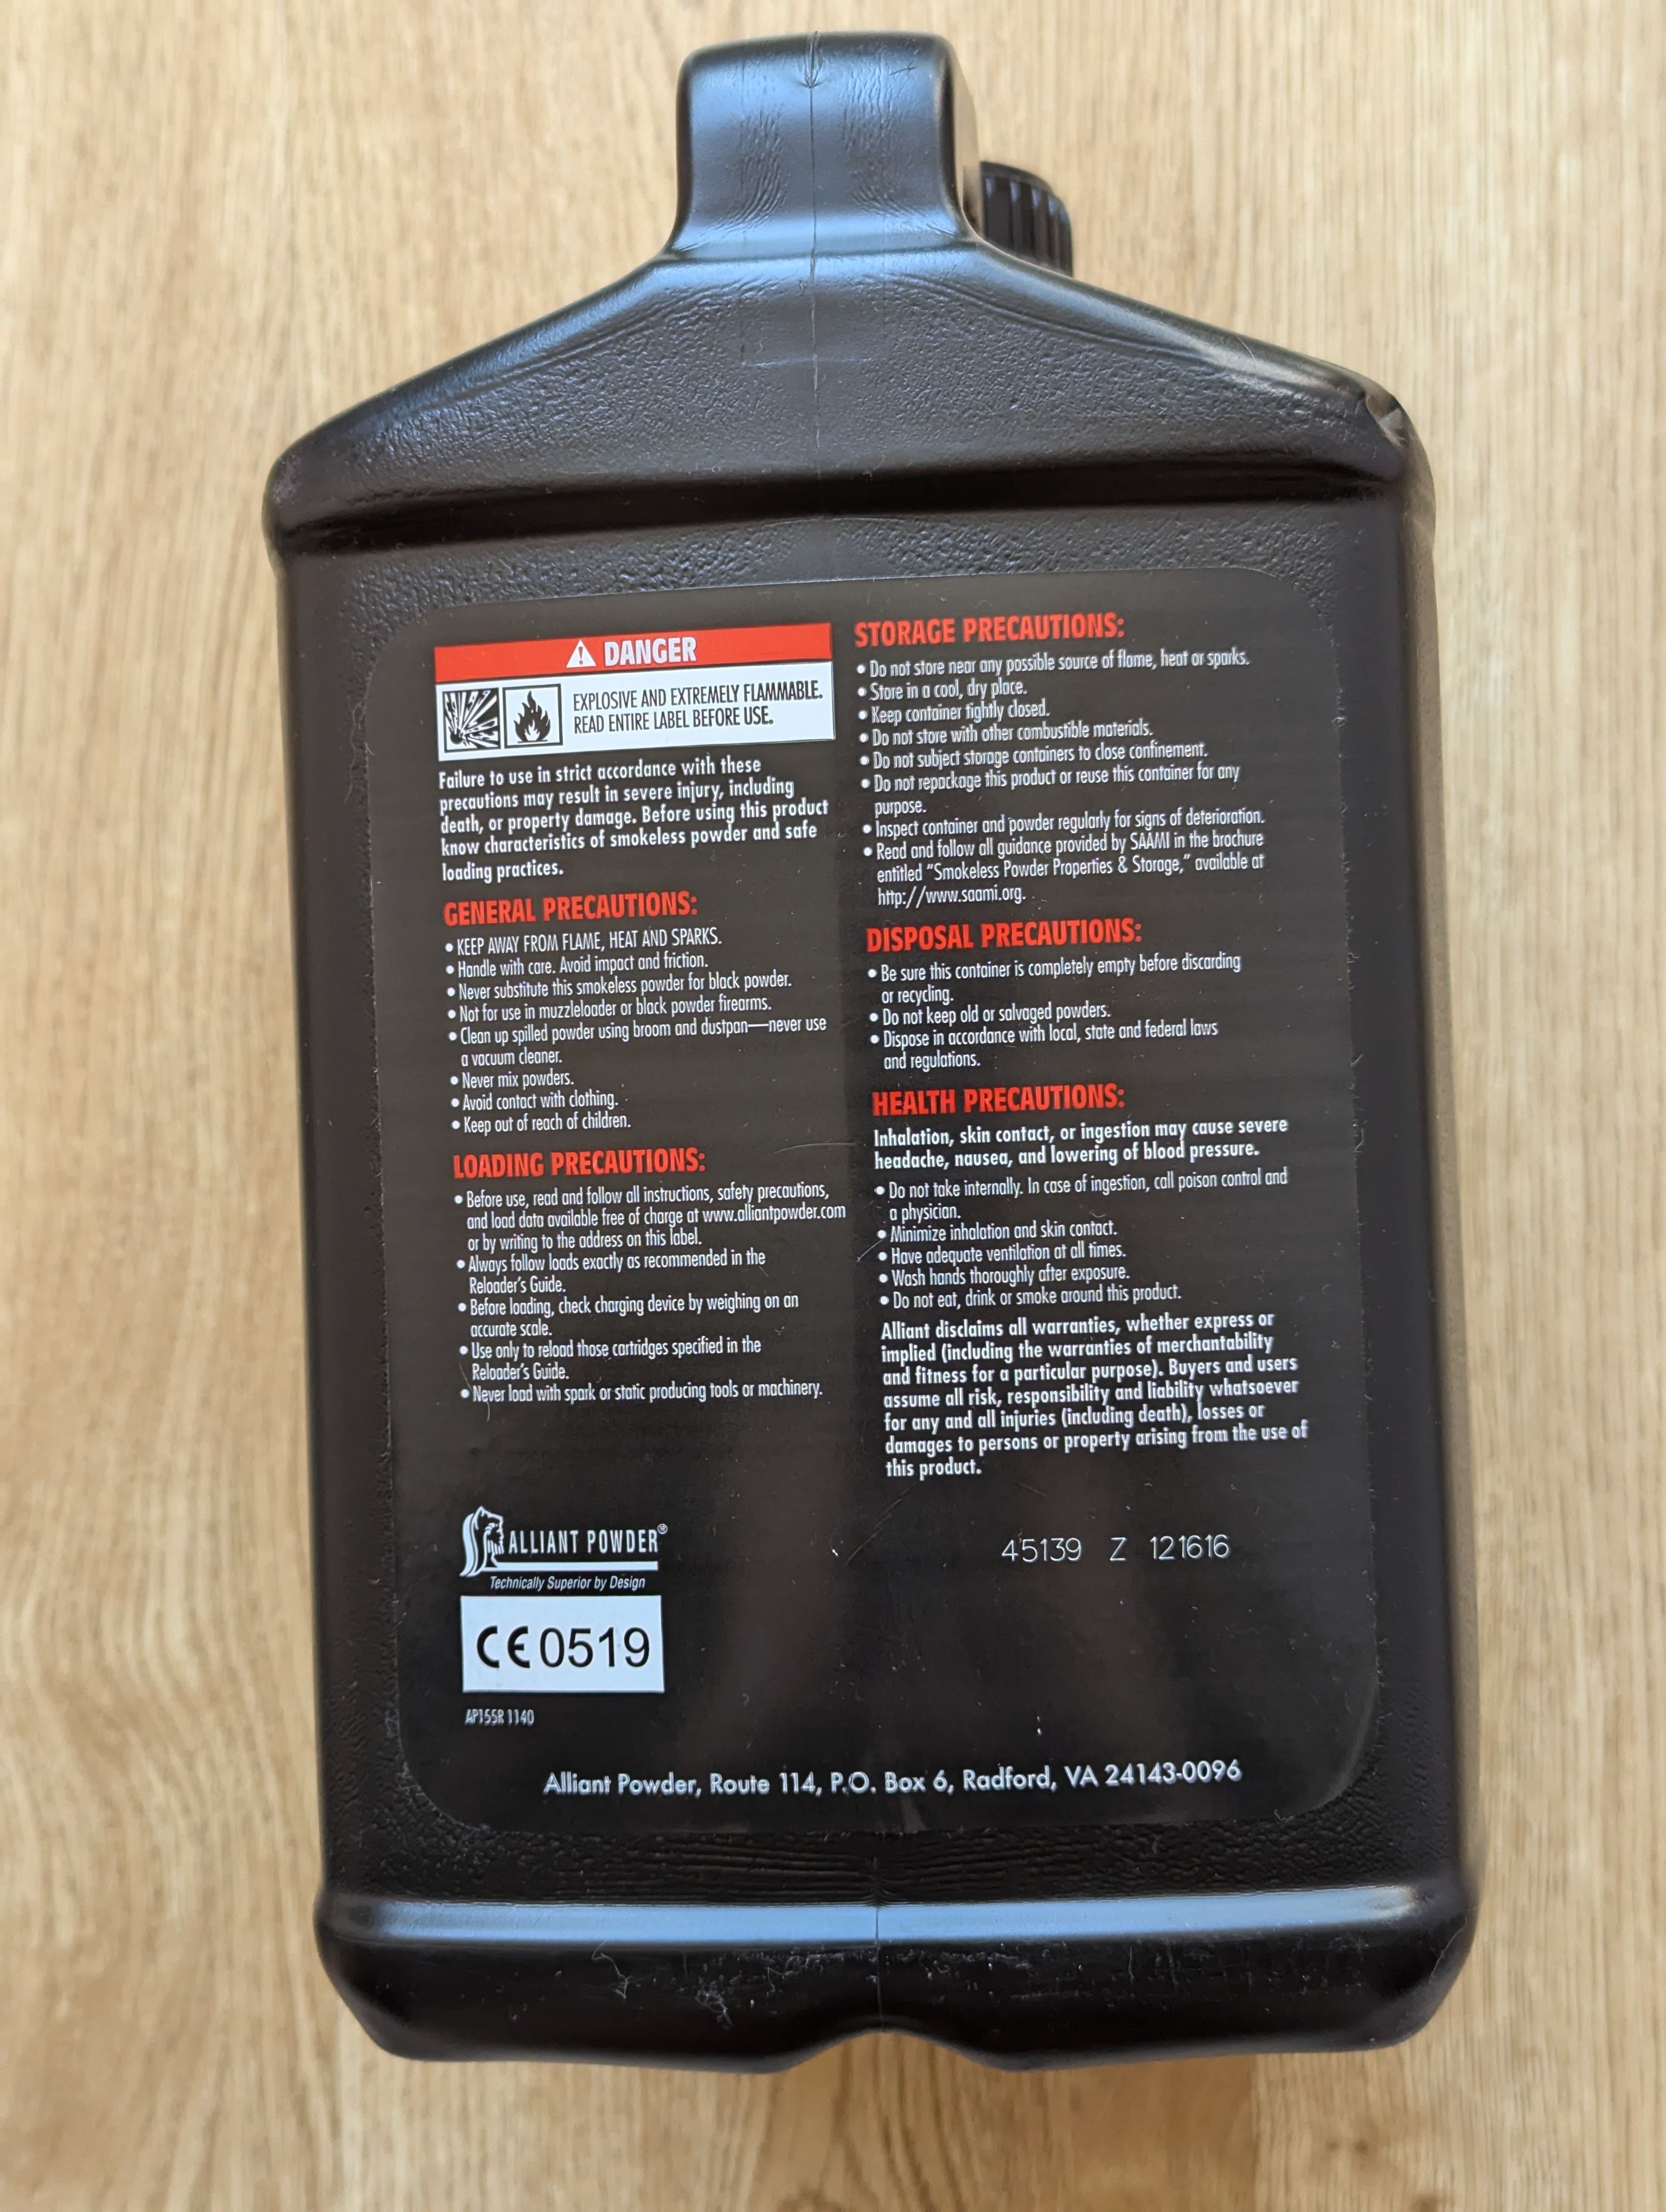 DANGER
EXPLOSIVE AND EXTREMELY FLAMMABLE.
READ ENTIRE LABEL BEFORE USE.
Failure to use in strict accordance with these
precautions may result in severe injury, including
death, or property damage. Before using this product
know characteristics of smokeless powder and safe
loading practices.
GENERAL PRECAUTIONS:
• KEEP AWAY FROM FLAME, HEAT AND SPARKS.
• Handle with care. Avoid impact and friction.
• Never substitute this smokeless powder for black powder.
• Not for use in muzzleloader or black powder firearms.
• Clean up spilled powder using broom and dustpan—never use
a vacuum cleaner.
• Never mix powders.
• Avoid contact with clothing.
• Keep out of reach of children.
LOADING PRECAUTIONS:
• Before use, read and follow all instructions, safety precautions,
and load data available free of charge at www.alliantpowder.com
or by writing to the address on this label.
• Always follow loads exactly as recommended in the
Reloader's Guide.
• Before loading, check charging device by weighing on an
accurate scale.
• Use only to reload those cartridges specified in the
Reloader's Guide.
• Never load with spark or static producing tools or machinery.
STORAGE PRECAUTIONS:
• Do not store near any possible source of flame, heat or sparks.
• Store in a cool, dry place.
• Keep container tightly closed.
• Do not store with other combustible materials.
• Do not subject storage containers to close confinement.
• Do not repackage this product or reuse this container for any
purpose.
• Inspect container and powder regularly for signs of deterioration.
• Read and follow all guidance provided by SAAMI in the brochure
entitled "Smokeless Powder Properties & Storage," available at
http://www.saami.org.
DISPOSAL PRECAUTIONS:
• Be sure this container is completely empty before discarding
or recycling.
• Do not keep old or salvaged powders.
• Dispose in accordance with local, state and federal laws
and regulations.
HEALTH PRECAUTIONS:
Inhalation, skin contact, or ingestion may cause severe
headache, nausea, and lowering of blood pressure.
• Do not take internally. In case of ingestion, call poison control and
a physician.
• Minimize inhalation and skin contact.
• Have adequate ventilation at all times.
• Wash hands thoroughly after exposure.
• Do not eat, drink or smoke around this product.
Alliant disclaims all warranties, whether express or
implied (including the warranties of merchantability
and fitness for a particular purpose). Buyers and users
assume all risk, responsibility and liability whatsoever
for any and all injuries (including death), losses or
damages to persons or property arising from the use of
this product.
ALLIANT POWDER®
Technically Superior by Design
CE 0519
AP155R 1140
45139 Z 121616
Alliant Powder, Route 114, P.O. Box 6, Radford, VA 24143-0096